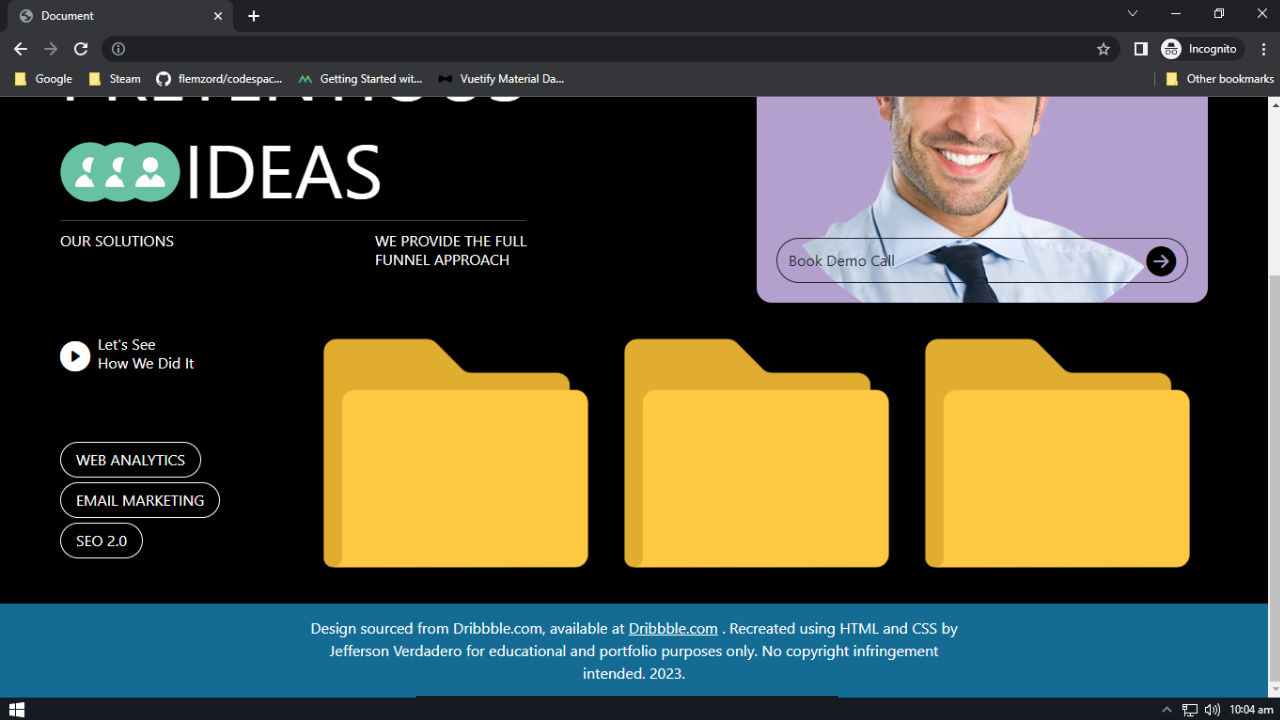 Document
Incognito
Google
Steam
flemzord/codespac...
Getting Started wit...
Vuetify Material Da...
Other bookmarks
IDEAS
OUR SOLUTIONS
WE PROVIDE THE FULL
FUNNEL APPROACH
Book Demo Call
Let's See
How We Did It
WEB ANALYTICS
EMAIL MARKETING
SEO 2.0
Design sourced from Dribbble.com, available at Dribbble.com . Recreated using HTML and CSS by
Jefferson Verdadero for educational and portfolio purposes only. No copyright infringement
intended. 2023.
10:04 am